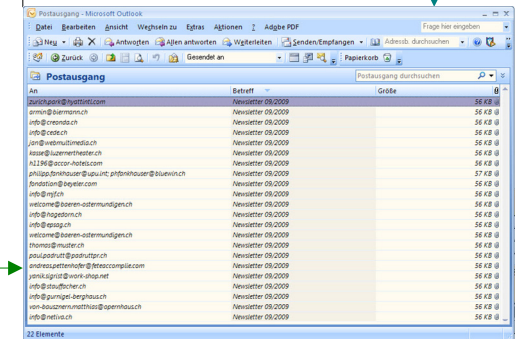 Postausgang - Microsoft Outlook
Datei Bearbeiten Ansicht Wechseln zu Extras Aktionen ? Adobe PDF Frage hier eingeben
Neu Antworten Allen antworten Weiterleiten Senden/Empfangen Adressb. durchsuchen
Zurück Gesendet an Papierkorb
Postausgang Postausgang durchsuchen
An Betreff Größe
zurich.park@hyattintl.com Newsletter 09/2009 56 KB
armin@biermann.ch Newsletter 09/2009 56 KB
info@creanda.ch Newsletter 09/2009 56 KB
info@cede.ch Newsletter 09/2009 56 KB
jan@webmultimedia.ch Newsletter 09/2009 56 KB
kasse@luzernertheater.ch Newsletter 09/2009 56 KB
h1196@accor-hotels.com Newsletter 09/2009 56 KB
philipp.fankhauser@upu.int; phfankhauser@bluewin.ch Newsletter 09/2009 57 KB
fondation@beyeler.com Newsletter 09/2009 56 KB
info@mjf.ch Newsletter 09/2009 56 KB
welcome@baeren-ostermundigen.ch Newsletter 09/2009 56 KB
info@hagedorn.ch Newsletter 09/2009 56 KB
info@epsag.ch Newsletter 09/2009 56 KB
welcome@baeren-ostermundigen.ch Newsletter 09/2009 56 KB
thomas@muster.ch Newsletter 09/2009 56 KB
paul.padrutt@padruttpr.ch Newsletter 09/2009 56 KB
andreas.pettenhofer@feteaccomplie.com Newsletter 09/2009 56 KB
yanik.sigrist@work-shop.net Newsletter 09/2009 56 KB
info@stauffacher.ch Newsletter 09/2009 56 KB
info@gurnigel-berghaus.ch Newsletter 09/2009 56 KB
von-bausznern.matthias@opernhaus.ch Newsletter 09/2009 56 KB
info@netiva.ch Newsletter 09/2009 56 KB
22 Elemente